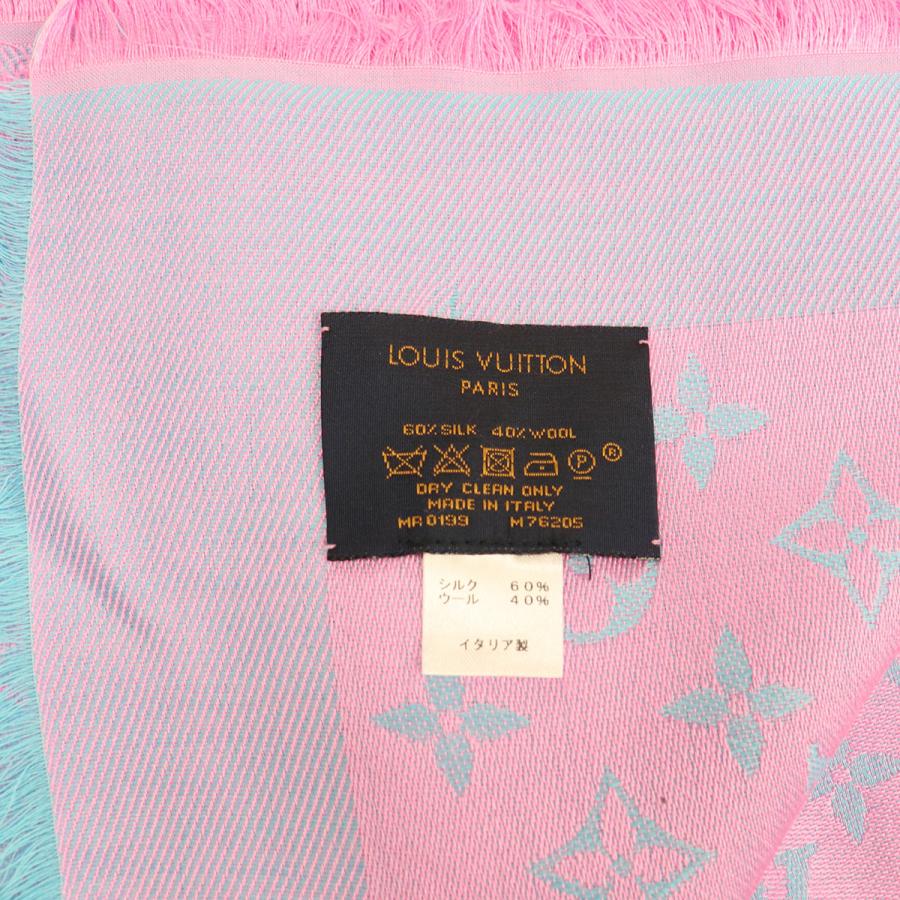 LOUIS VUITTON
PARIS
60% SILK 40% WOOL
P ®
DRY CLEAN ONLY
MADE IN ITALY
MA0199 M76205
シルク 60%
ウール 40%
イタリア製